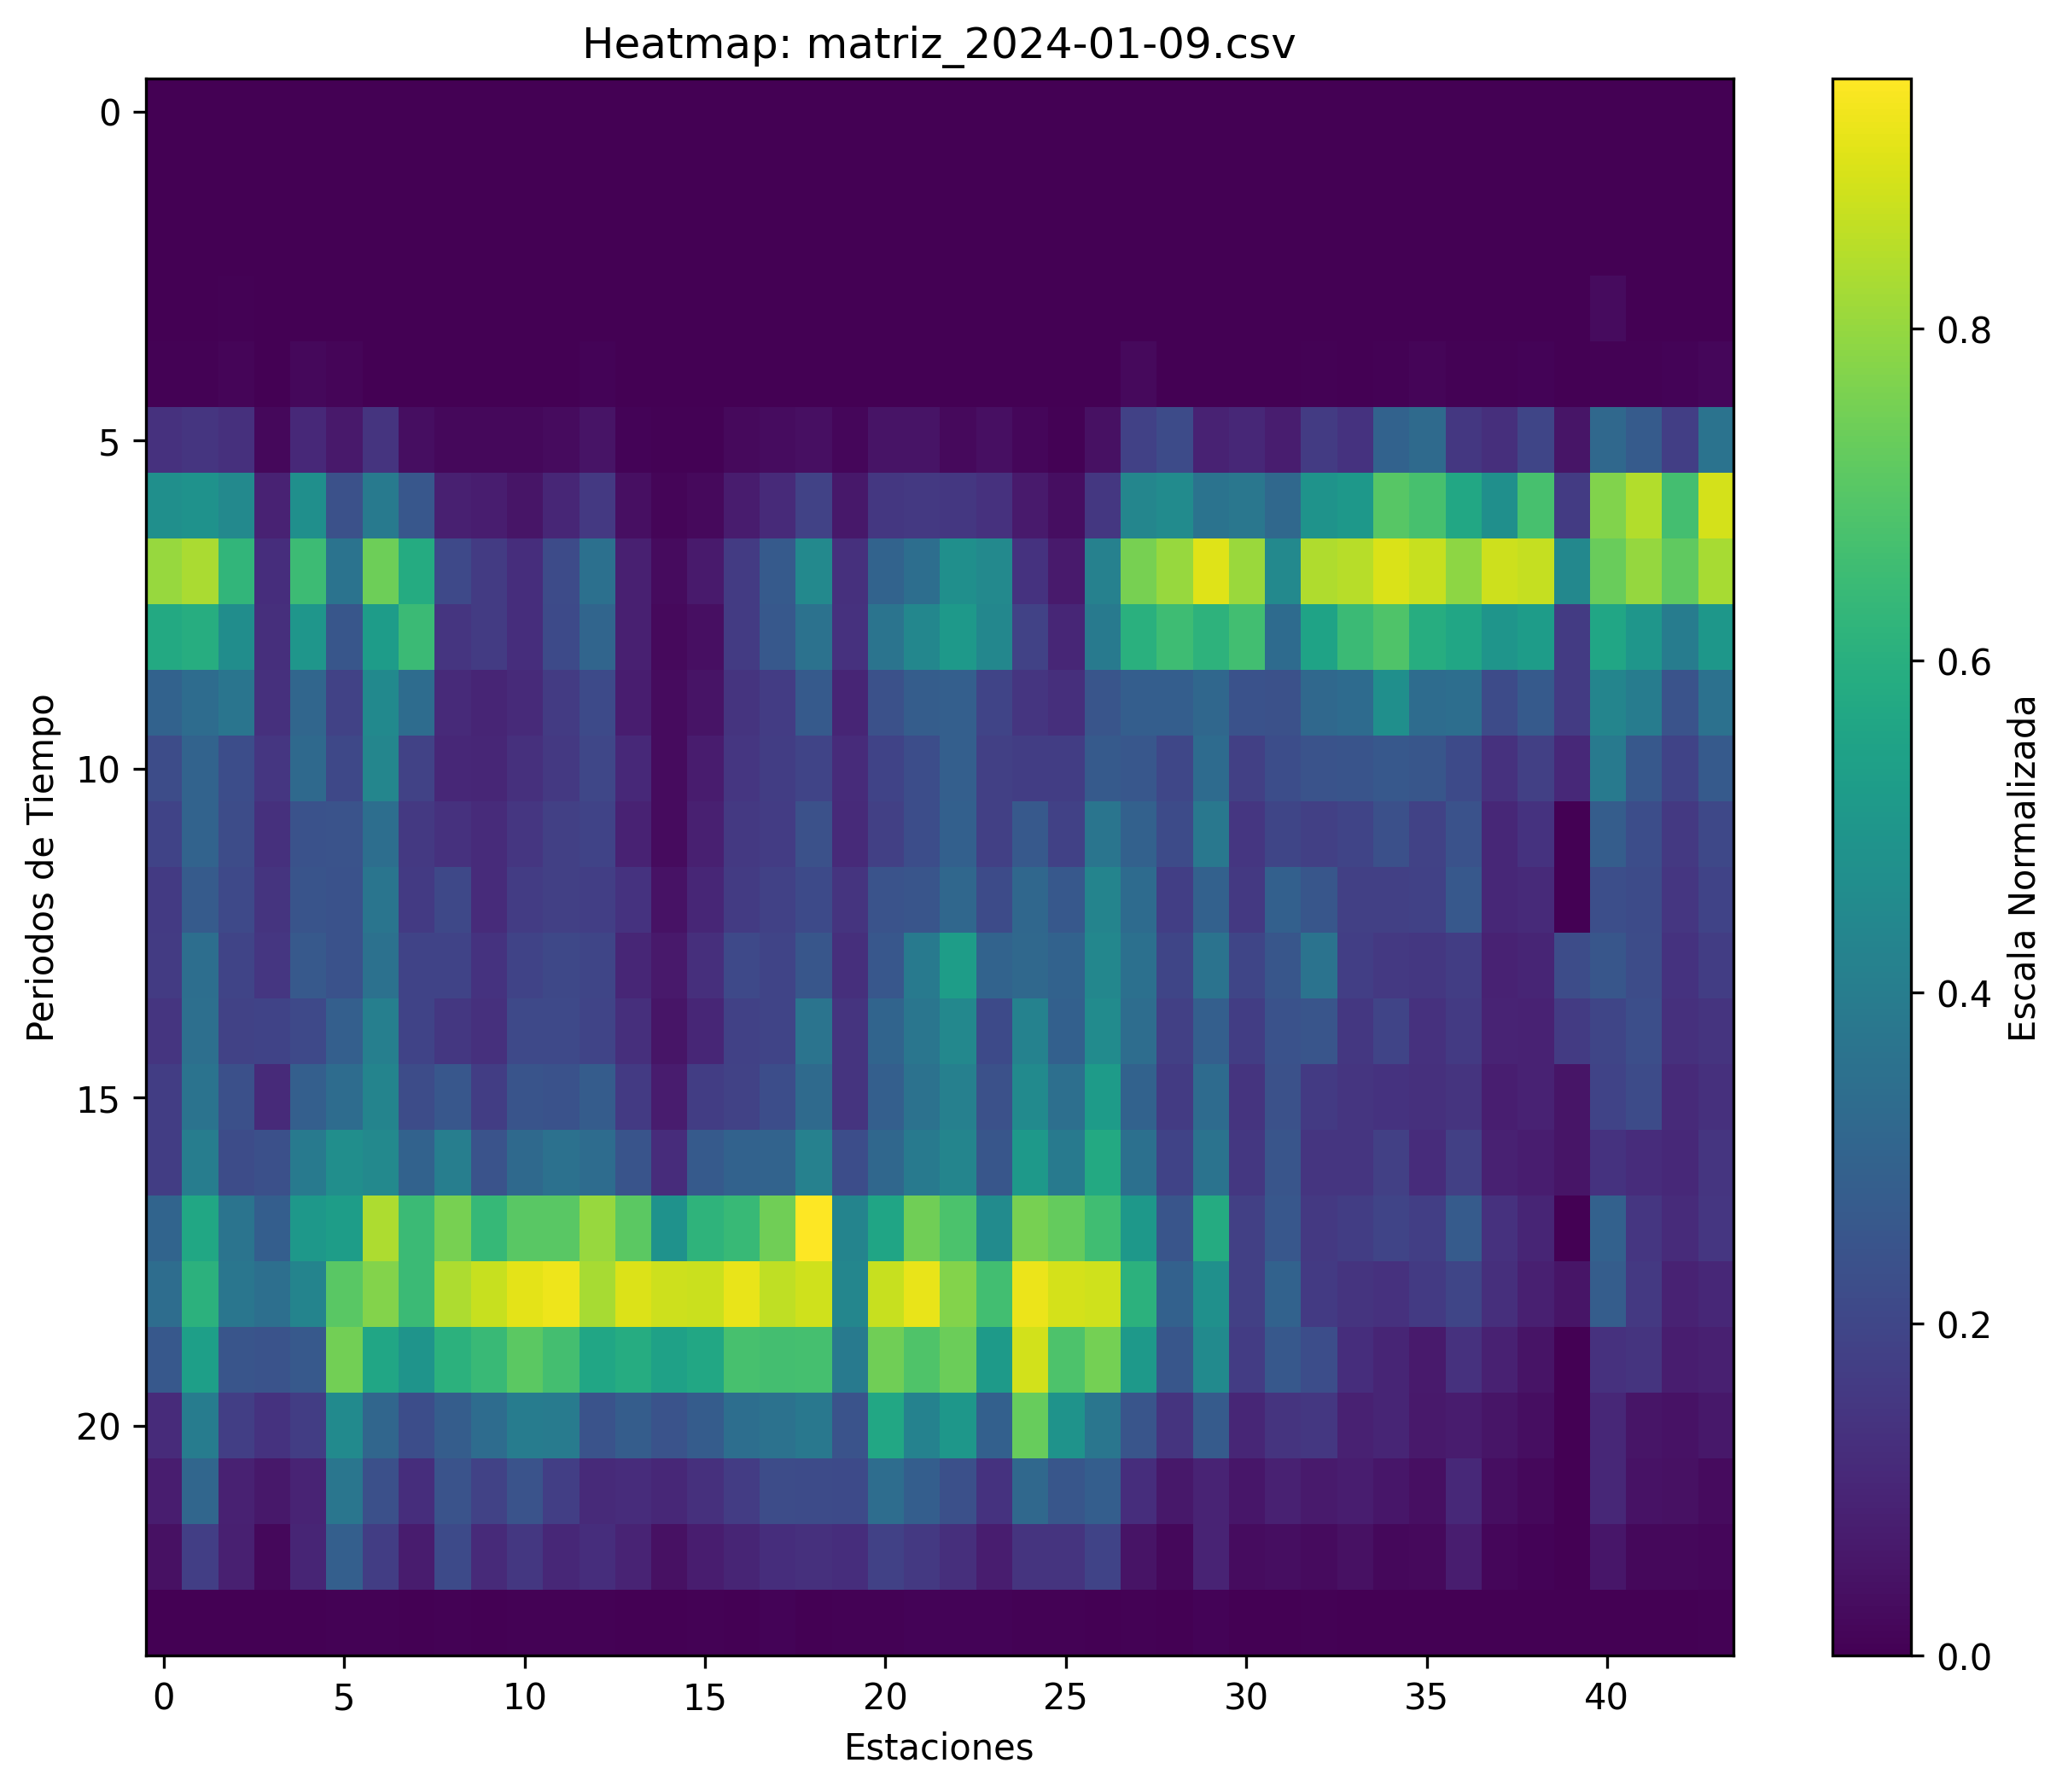 Heatmap: matriz_2024-01-09.csv
Periodos de Tiempo
0
5
10
15
20
0 5 10 15 20 25 30 35 40
Estaciones
0.8
0.6
0.4
0.2
0.0
Escala Normalizada